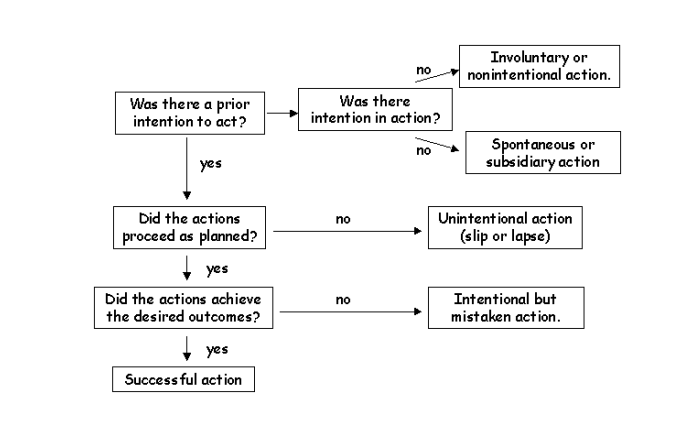 no
Involuntary or
nonintentional action.
Was there a prior
intention to act?
Was there
intention in action?
no
Spontaneous or
subsidiary action
yes
Did the actions
proceed as planned?
no
Unintentional action
(slip or lapse)
yes
Did the actions achieve
the desired outcomes?
no
Intentional but
mistaken action.
yes
Successful action